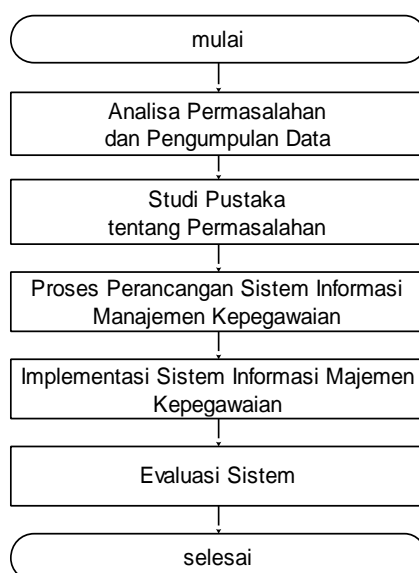 mulai
Analisa Permasalahan
dan Pengumpulan Data
Studi Pustaka
tentang Permasalahan
Proses Perancangan Sistem Informasi
Manajemen Kepegawaian
Implementasi Sistem Informasi Majemen
Kepegawaian
Evaluasi Sistem
selesai